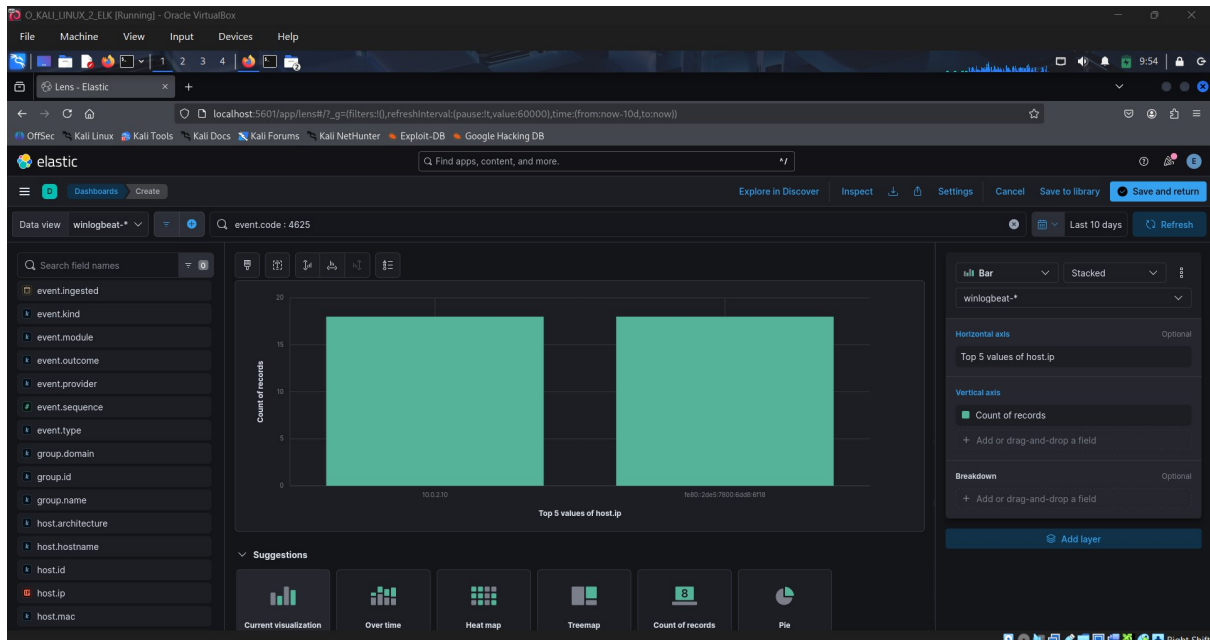 O_KALI_LINUX_2_ELK [Running] - Oracle VirtualBox
File Machine View Input Devices Help
1 2 3 4 9:54
Lens - Elastic
localhost:5601/app/lens#/?_g=(filters:!(),refreshInterval:(pause:!t,value:60000),time:(from:now-10d,to:now))
OffSec Kali Linux Kali Tools Kali Docs Kali Forums Kali NetHunter Exploit-DB Google Hacking DB
elastic Find apps, content, and more. ^/ E
D Dashboards Create Explore in Discover Inspect Settings Cancel Save to library Save and return
Data view winlogbeat-* event.code : 4625 Last 10 days Refresh
Search field names 0
event.ingested
event.kind
event.module
event.outcome
event.provider
event.sequence
event.type
group.domain
group.id
group.name
host.architecture
host.hostname
host.id
host.ip
host.mac
20
15
10
5
0
Count of records
10.0.2.10 fe80::2de5:7800:6dd8:8f18
Top 5 values of host.ip
Suggestions
Current visualization Over time Heat map Treemap Count of records Pie
8
Bar Stacked
winlogbeat-*
Horizontal axis Optional
Top 5 values of host.ip
Vertical axis
Count of records
+ Add or drag-and-drop a field
Breakdown Optional
+ Add or drag-and-drop a field
Add layer
Right Shift